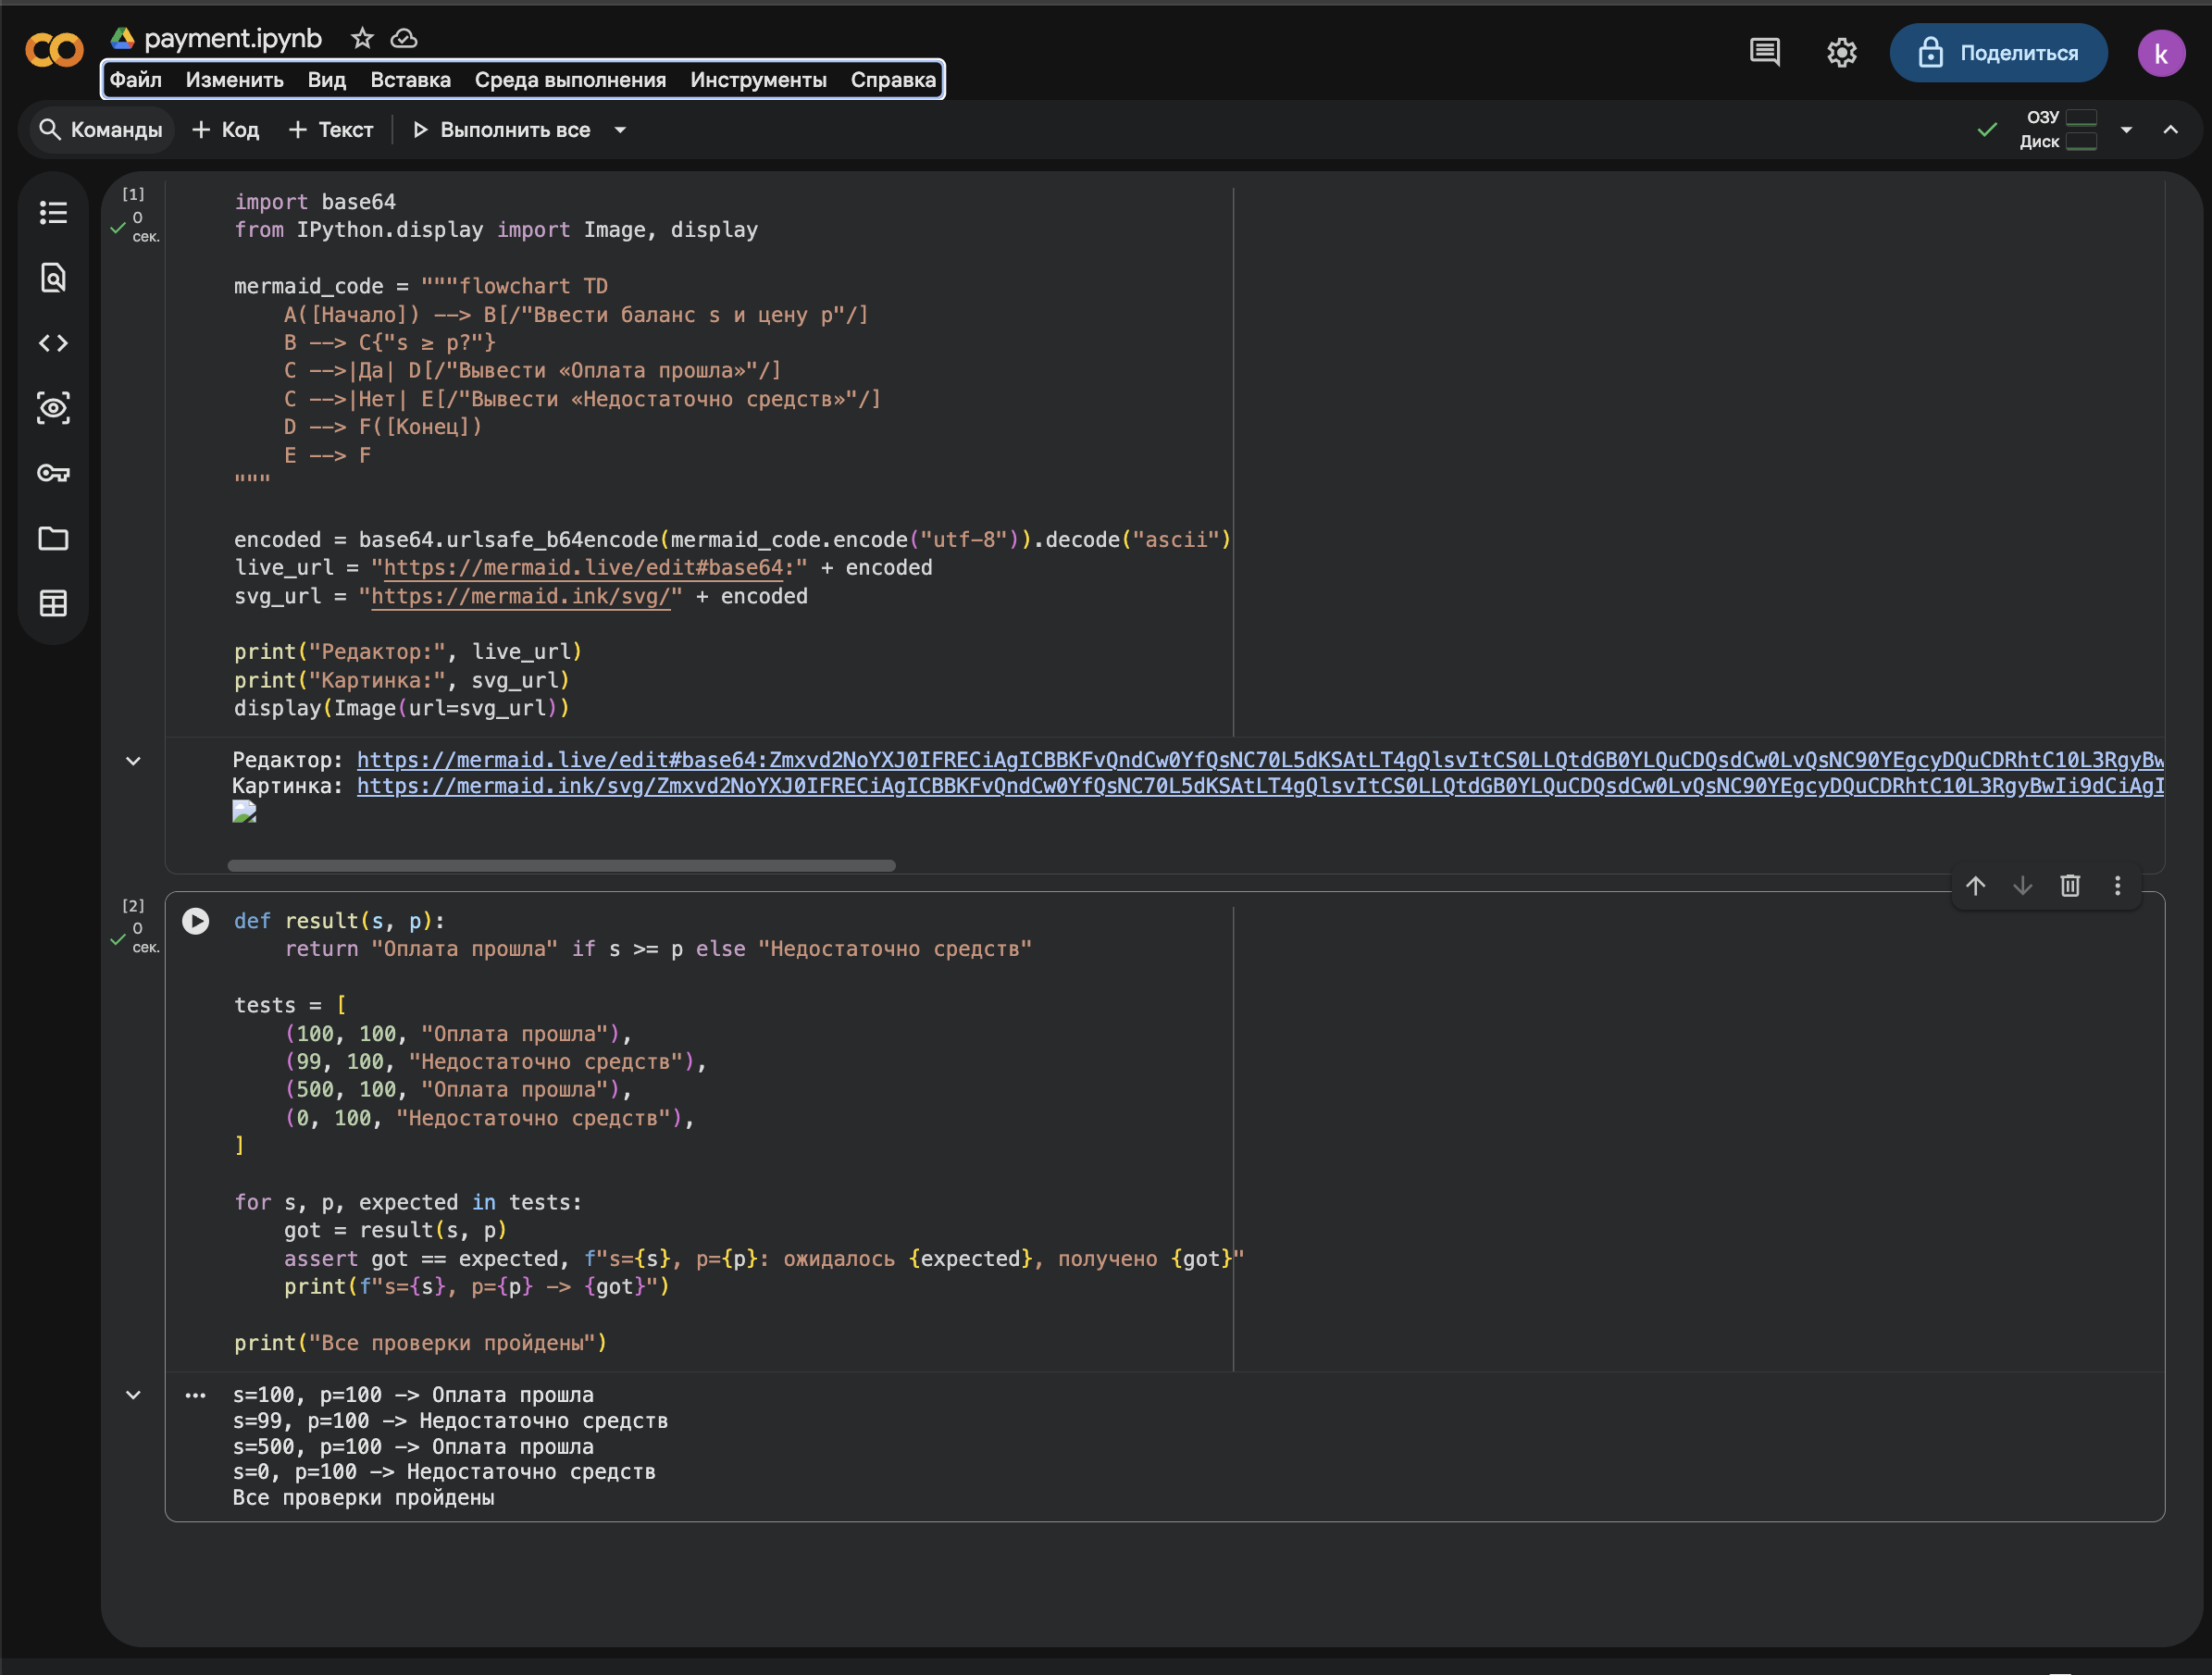 payment.ipynb
Файл Изменить Вид Вставка Среда выполнения Инструменты Справка
Поделиться
k
Команды + Код + Текст Выполнить все
ОЗУ
Диск
[1]
0
сек.
import base64
from IPython.display import Image, display
mermaid_code = """flowchart TD
    A([Начало]) --> B[/"Ввести баланс s и цену p"/]
    B --> C{"s ≥ p?"}
    C -->|Да| D[/"Вывести «Оплата прошла»"/]
    C -->|Нет| E[/"Вывести «Недостаточно средств»"/]
    D --> F([Конец])
    E --> F
"""
encoded = base64.urlsafe_b64encode(mermaid_code.encode("utf-8")).decode("ascii")
live_url = "https://mermaid.live/edit#base64:" + encoded
svg_url = "https://mermaid.ink/svg/" + encoded
print("Редактор:", live_url)
print("Картинка:", svg_url)
display(Image(url=svg_url))
Редактор: https://mermaid.live/edit#base64:Zmxvd2NoYXJ0IFRECiAgICBBKFvQndCw0YfQsNC70L5dKSAtLT4gQlsvItCS0LLQtdGB0YLQuCDQsdCw0LvQsNC90YEgcyDQuCDRhtC10L3RgyBw
Картинка: https://mermaid.ink/svg/Zmxvd2NoYXJ0IFRECiAgICBBKFvQndCw0YfQsNC70L5dKSAtLT4gQlsvItCS0LLQtdGB0YLQuCDQsdCw0LvQsNC90YEgcyDQuCDRhtC10L3RgyBwIi9dCiAgI
[2]
0
сек.
def result(s, p):
    return "Оплата прошла" if s >= p else "Недостаточно средств"
tests = [
    (100, 100, "Оплата прошла"),
    (99, 100, "Недостаточно средств"),
    (500, 100, "Оплата прошла"),
    (0, 100, "Недостаточно средств"),
]
for s, p, expected in tests:
    got = result(s, p)
    assert got == expected, f"s={s}, p={p}: ожидалось {expected}, получено {got}"
    print(f"s={s}, p={p} -> {got}")
print("Все проверки пройдены")
s=100, p=100 -> Оплата прошла
s=99, p=100 -> Недостаточно средств
s=500, p=100 -> Оплата прошла
s=0, p=100 -> Недостаточно средств
Все проверки пройдены